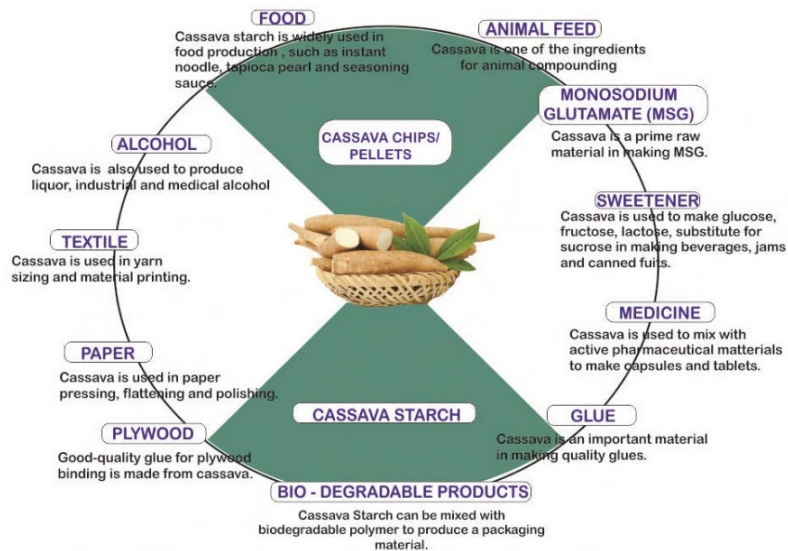 FOOD
Cassava starch is widely used in
food production , such as instant
noodle, tapioca pearl and seasoning
sauce.
ANIMAL FEED
Cassava is one of the ingredients
for animal compounding
MONOSODIUM
GLUTAMATE (MSG)
Cassava is a prime raw
material in making MSG.
CASSAVA CHIPS/
PELLETS
ALCOHOL
Cassava is also used to produce
liquor, industrial and medical alcohol
SWEETENER
Cassava is used to make glucose,
fructose, lactose, substitute for
sucrose in making beverages, jams
and canned fuits.
TEXTILE
Cassava is used in yarn
sizing and material printing.
MEDICINE
Cassava is used to mix with
active pharmaceutical matterials
to make capsules and tablets.
PAPER
Cassava is used in paper
pressing, flattening and polishing.
CASSAVA STARCH
GLUE
Cassava is an important material
in making quality glues.
PLYWOOD
Good-quality glue for plywood
binding is made from cassava.
BIO - DEGRADABLE PRODUCTS
Cassava Starch can be mixed with
biodegradable polymer to produce a packaging
material.